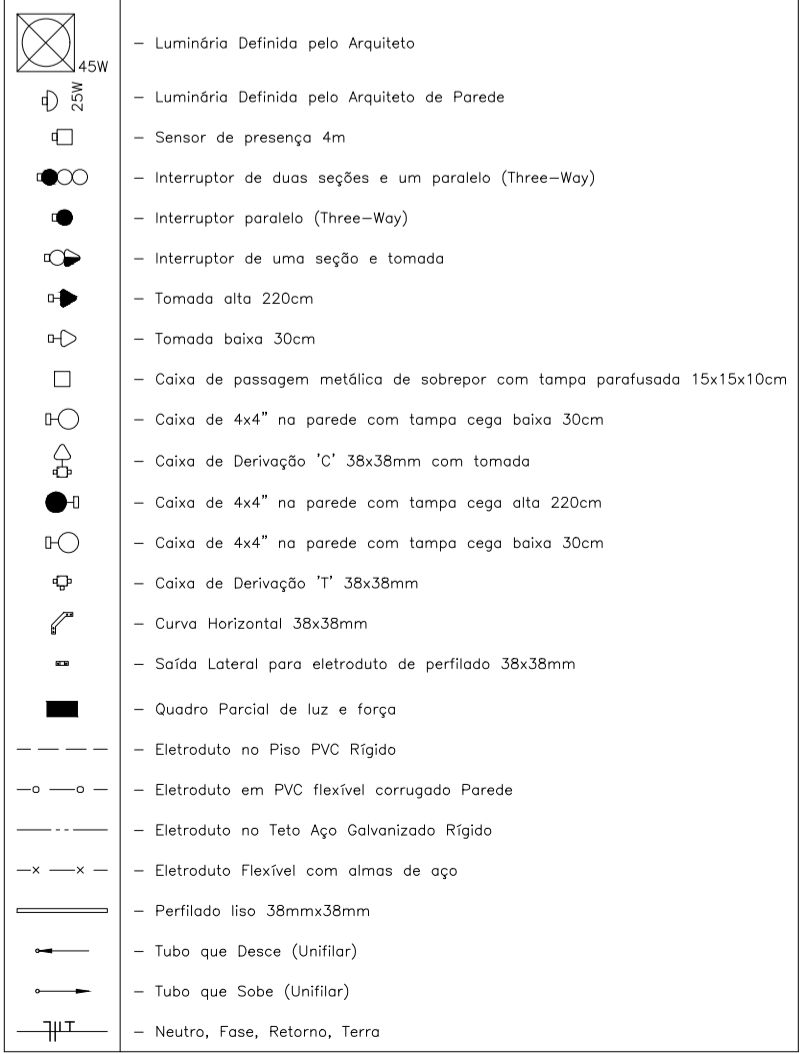 45W
– Luminária Definida pelo Arquiteto
25W
– Luminária Definida pelo Arquiteto de Parede
– Sensor de presença 4m
– Interruptor de duas seções e um paralelo (Three–Way)
– Interruptor paralelo (Three–Way)
– Interruptor de uma seção e tomada
– Tomada alta 220cm
– Tomada baixa 30cm
– Caixa de passagem metálica de sobrepor com tampa parafusada 15x15x10cm
– Caixa de 4x4” na parede com tampa cega baixa 30cm
– Caixa de Derivação 'C' 38x38mm com tomada
– Caixa de 4x4” na parede com tampa cega alta 220cm
– Caixa de 4x4” na parede com tampa cega baixa 30cm
– Caixa de Derivação 'T' 38x38mm
– Curva Horizontal 38x38mm
– Saída Lateral para eletroduto de perfilado 38x38mm
– Quadro Parcial de luz e força
– Eletroduto no Piso PVC Rígido
– Eletroduto em PVC flexível corrugado Parede
– Eletroduto no Teto Aço Galvanizado Rígido
– Eletroduto Flexível com almas de aço
– Perfilado liso 38mmx38mm
– Tubo que Desce (Unifilar)
– Tubo que Sobe (Unifilar)
– Neutro, Fase, Retorno, Terra